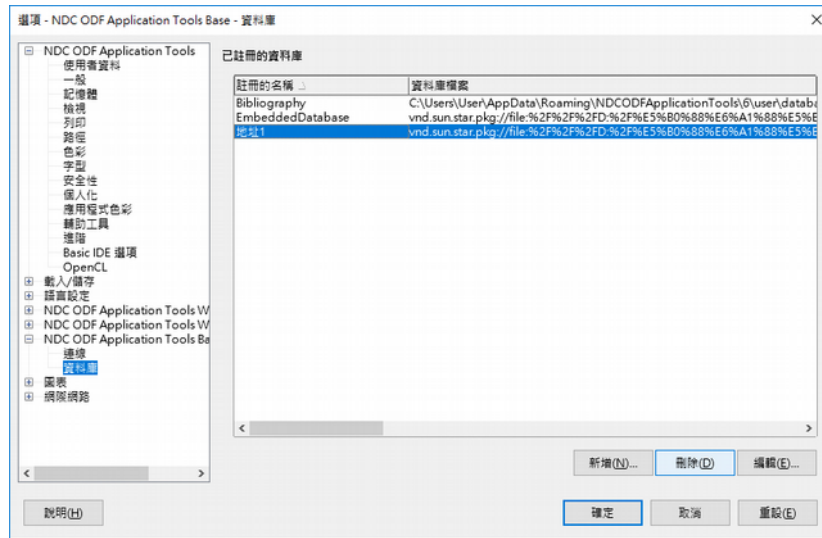 選項 - NDC ODF Application Tools Base - 資料庫
NDC ODF Application Tools
使用者資料
一般
記憶體
檢視
列印
路徑
色彩
字型
安全性
個人化
應用程式色彩
輔助工具
進階
Basic IDE 選項
OpenCL
載入/儲存
語言設定
NDC ODF Application Tools W
NDC ODF Application Tools W
NDC ODF Application Tools Ba
連線
資料庫
圖表
網際網路
已註冊的資料庫
註冊的名稱 資料庫檔案
Bibliography C:\Users\User\AppData\Roaming\NDCODFApplicationTools\6\user\databa
EmbeddedDatabase vnd.sun.star.pkg://file:%2F%2F%2FD:%2F%E5%B0%88%E6%A1%88%E5%E
地址1 vnd.sun.star.pkg://file:%2F%2F%2FD:%2F%E5%B0%88%E6%A1%88%E5%E
新增(N)... 刪除(D) 編輯(E)...
說明(H) 確定 取消 重設(E)